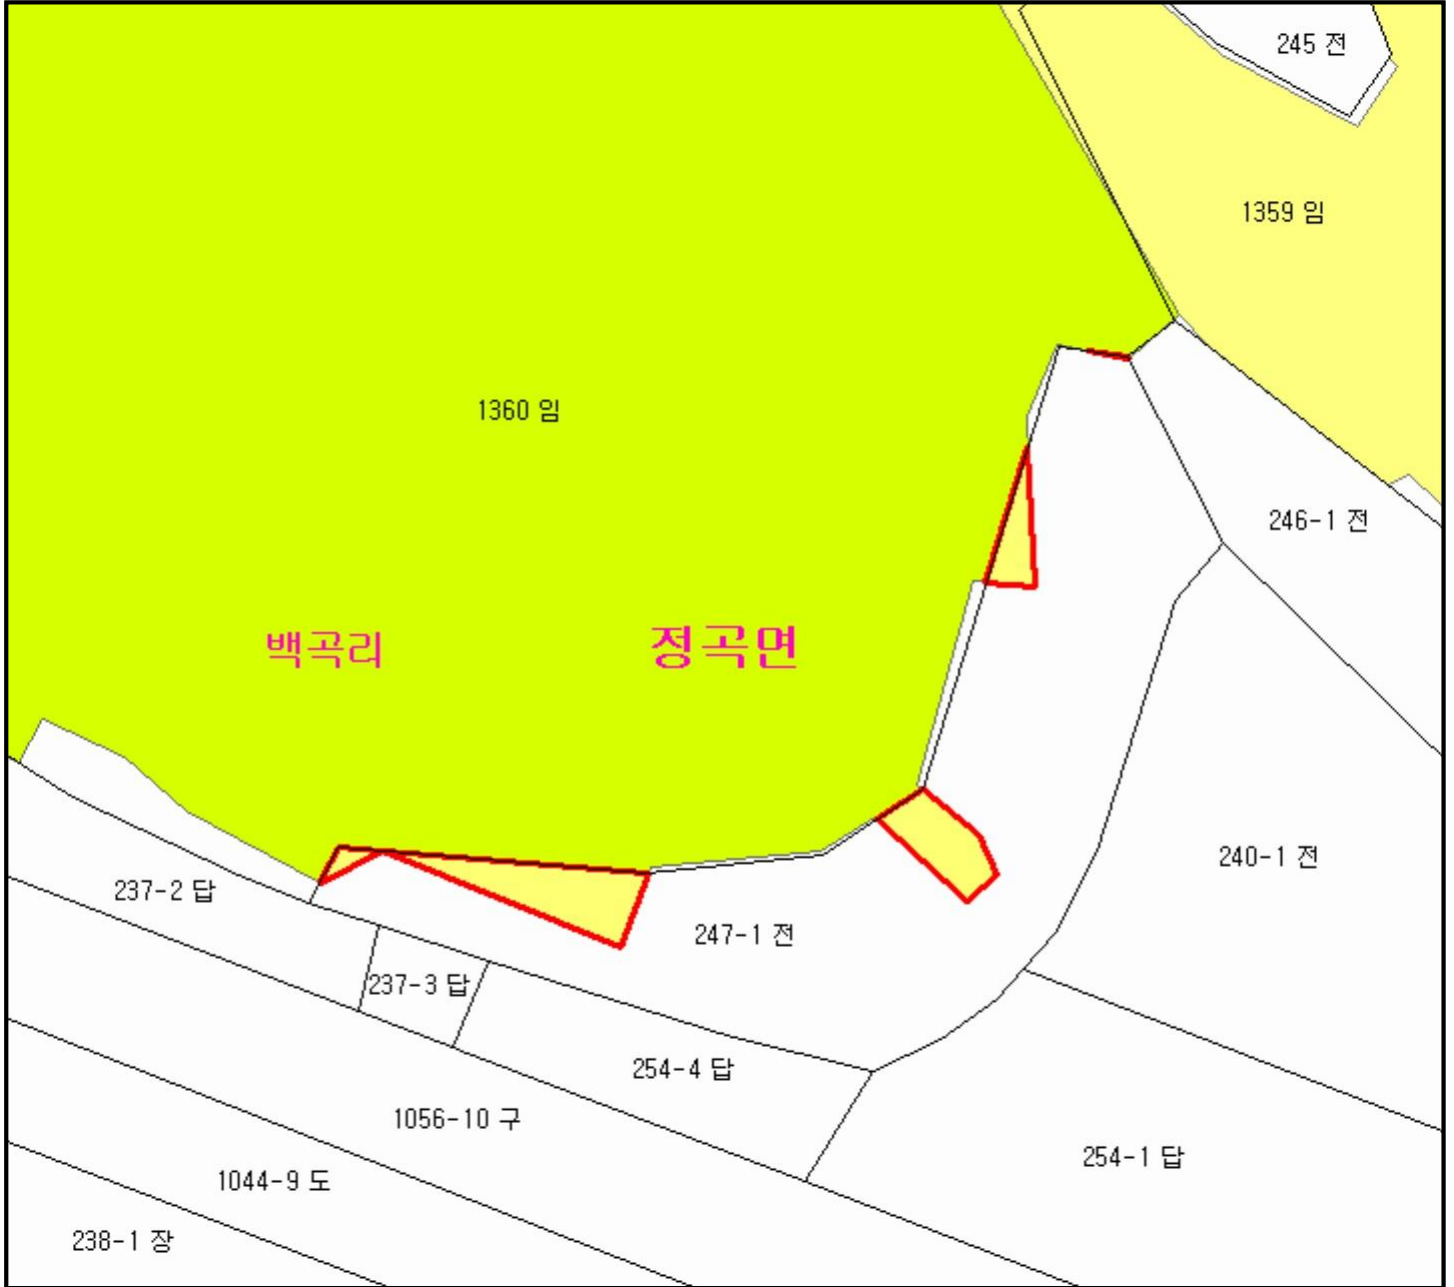 245 전
1359 임
1360 임
246-1 전
백곡리
정곡면
240-1 전
237-2 답
247-1 전
237-3 답
254-4 답
1056-10 구
254-1 답
1044-9 도
238-1 장